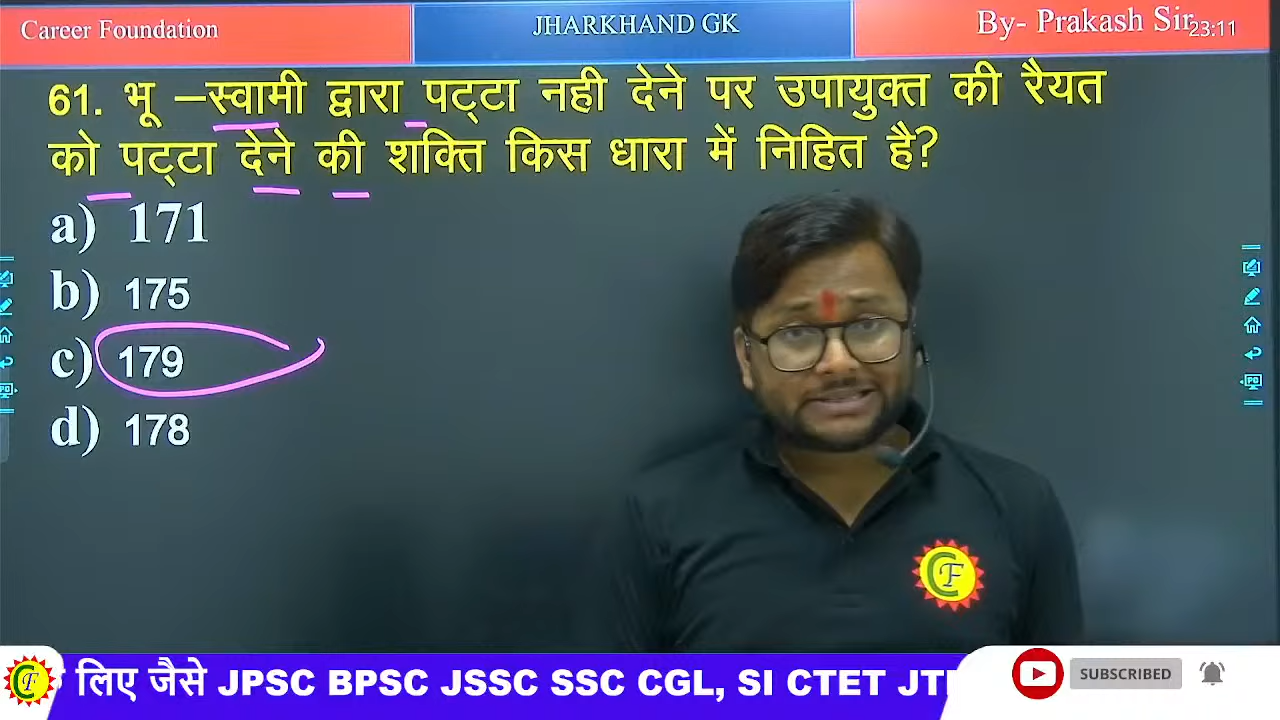 Career Foundation
JHARKHAND GK
By- Prakash Sir
23:11
61. भू –स्वामी द्वारा पट्टा नही देने पर उपायुक्त की रैयत
को पट्टा देने की शक्ति किस धारा में निहित है?
a) 171
b) 175
c) 179
d) 178
CF
लिए जैसे JPSC BPSC JSSC SSC CGL, SI CTET
SUBSCRIBED